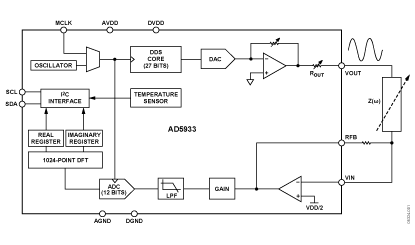 MCLK AVDD DVDD
OSCILLATOR
DDS
CORE
(27 BITS)
DAC
ROUT
VOUT
SCL
SDA
I2C
INTERFACE
TEMPERATURE
SENSOR
Z(ω)
AD5933
REAL
REGISTER
IMAGINARY
REGISTER
RFB
1024-POINT DFT
ADC
(12 BITS)
LPF
GAIN
VIN
VDD/2
AGND DGND